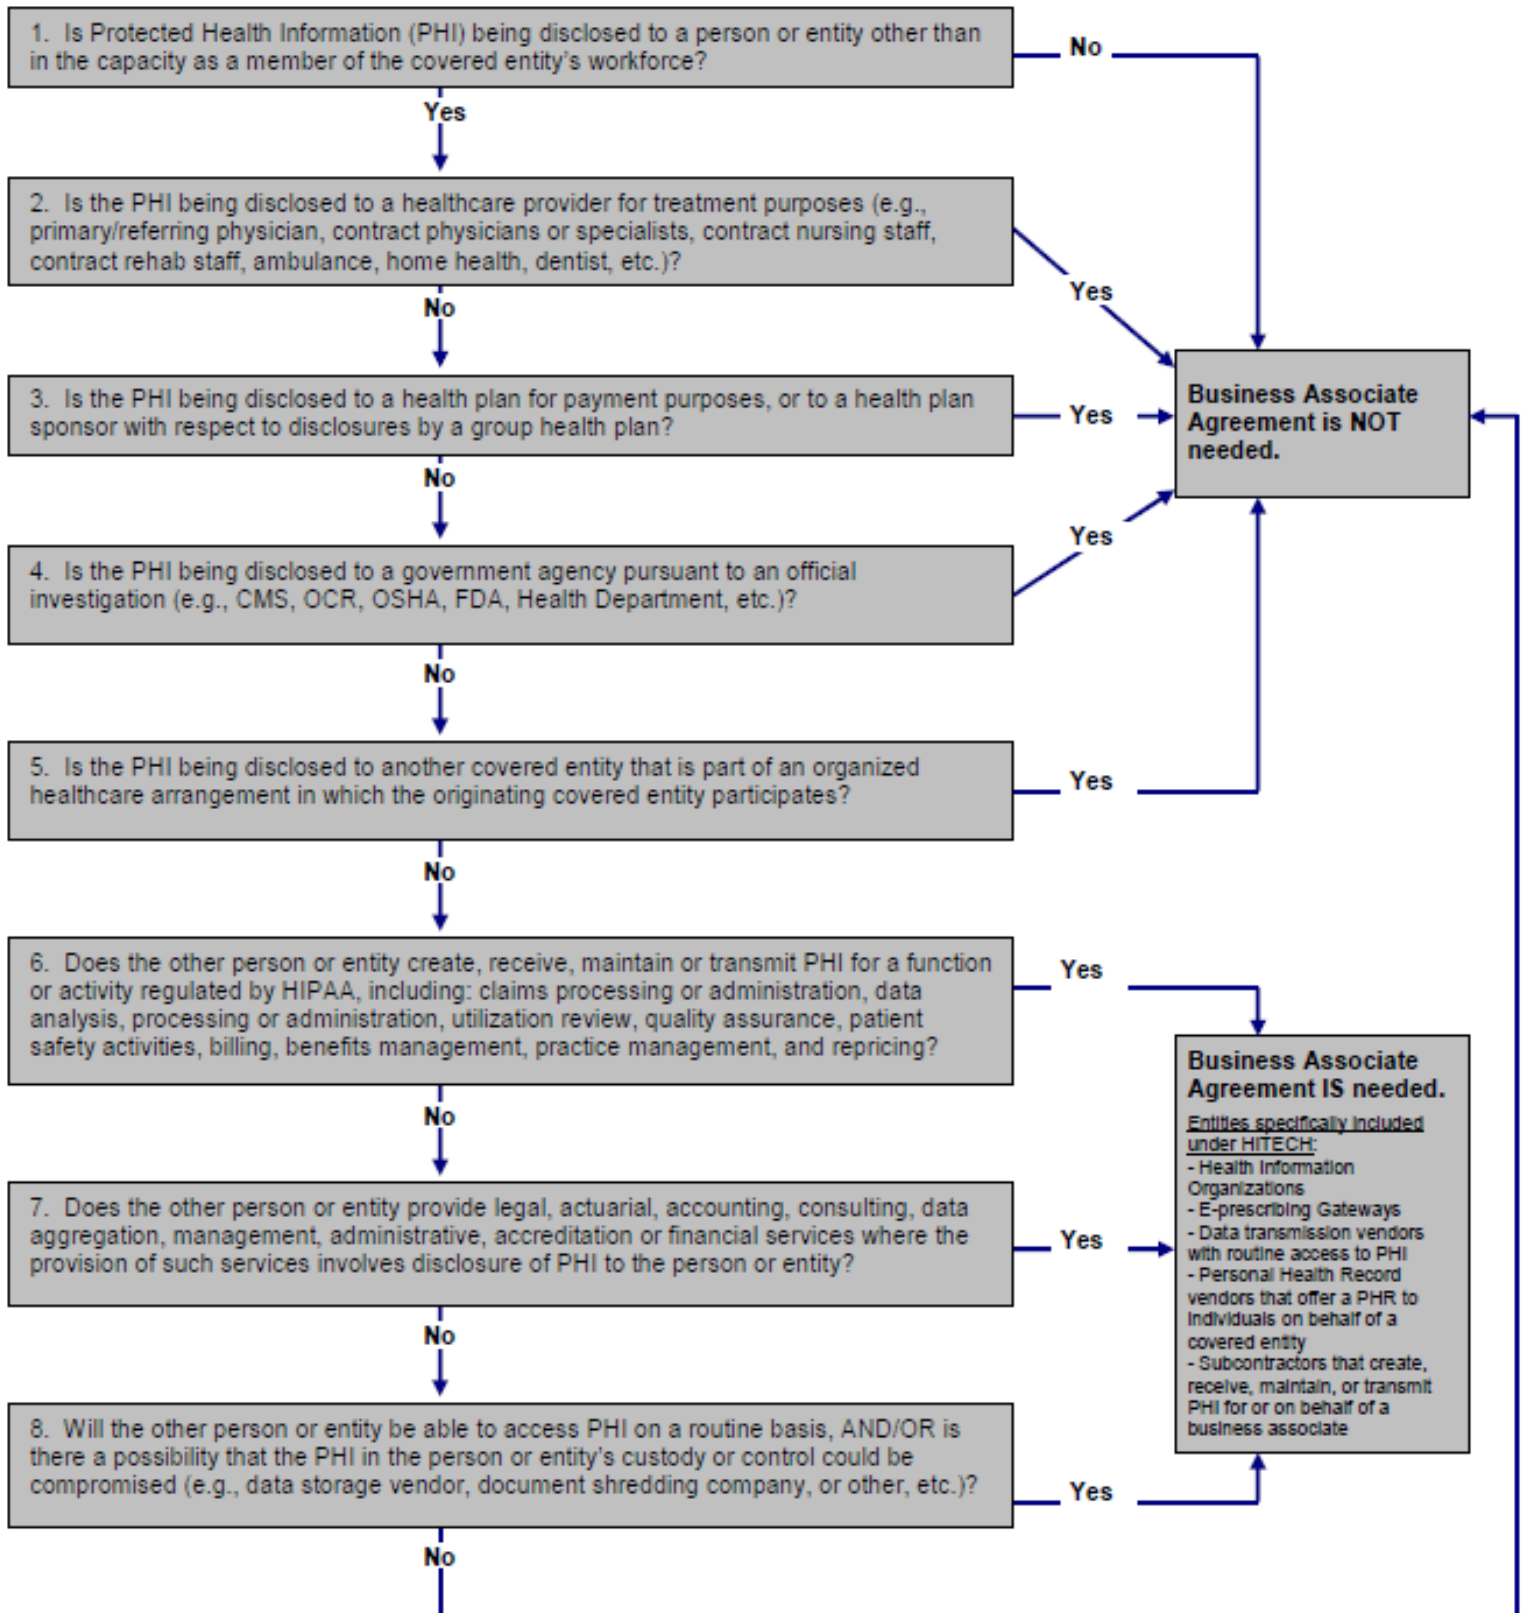 1. Is Protected Health Information (PHI) being disclosed to a person or entity other than
in the capacity as a member of the covered entity's workforce?
No
Yes
2. Is the PHI being disclosed to a healthcare provider for treatment purposes (e.g.,
primary/referring physician, contract physicians or specialists, contract nursing staff,
contract rehab staff, ambulance, home health, dentist, etc.)?
Yes
No
3. Is the PHI being disclosed to a health plan for payment purposes, or to a health plan
sponsor with respect to disclosures by a group health plan?
Yes
Business Associate
Agreement is NOT
needed.
No
4. Is the PHI being disclosed to a government agency pursuant to an official
investigation (e.g., CMS, OCR, OSHA, FDA, Health Department, etc.)?
Yes
No
5. Is the PHI being disclosed to another covered entity that is part of an organized
healthcare arrangement in which the originating covered entity participates?
Yes
No
6. Does the other person or entity create, receive, maintain or transmit PHI for a function
or activity regulated by HIPAA, including: claims processing or administration, data
analysis, processing or administration, utilization review, quality assurance, patient
safety activities, billing, benefits management, practice management, and repricing?
Yes
No
Business Associate
Agreement IS needed.
Entities specifically included
under HITECH:
- Health Information
Organizations
- E-prescribing Gateways
- Data transmission vendors
with routine access to PHI
- Personal Health Record
vendors that offer a PHR to
individuals on behalf of a
covered entity
- Subcontractors that create,
receive, maintain, or transmit
PHI for or on behalf of a
business associate
7. Does the other person or entity provide legal, actuarial, accounting, consulting, data
aggregation, management, administrative, accreditation or financial services where the
provision of such services involves disclosure of PHI to the person or entity?
Yes
No
8. Will the other person or entity be able to access PHI on a routine basis, AND/OR is
there a possibility that the PHI in the person or entity's custody or control could be
compromised (e.g., data storage vendor, document shredding company, or other, etc.)?
Yes
No